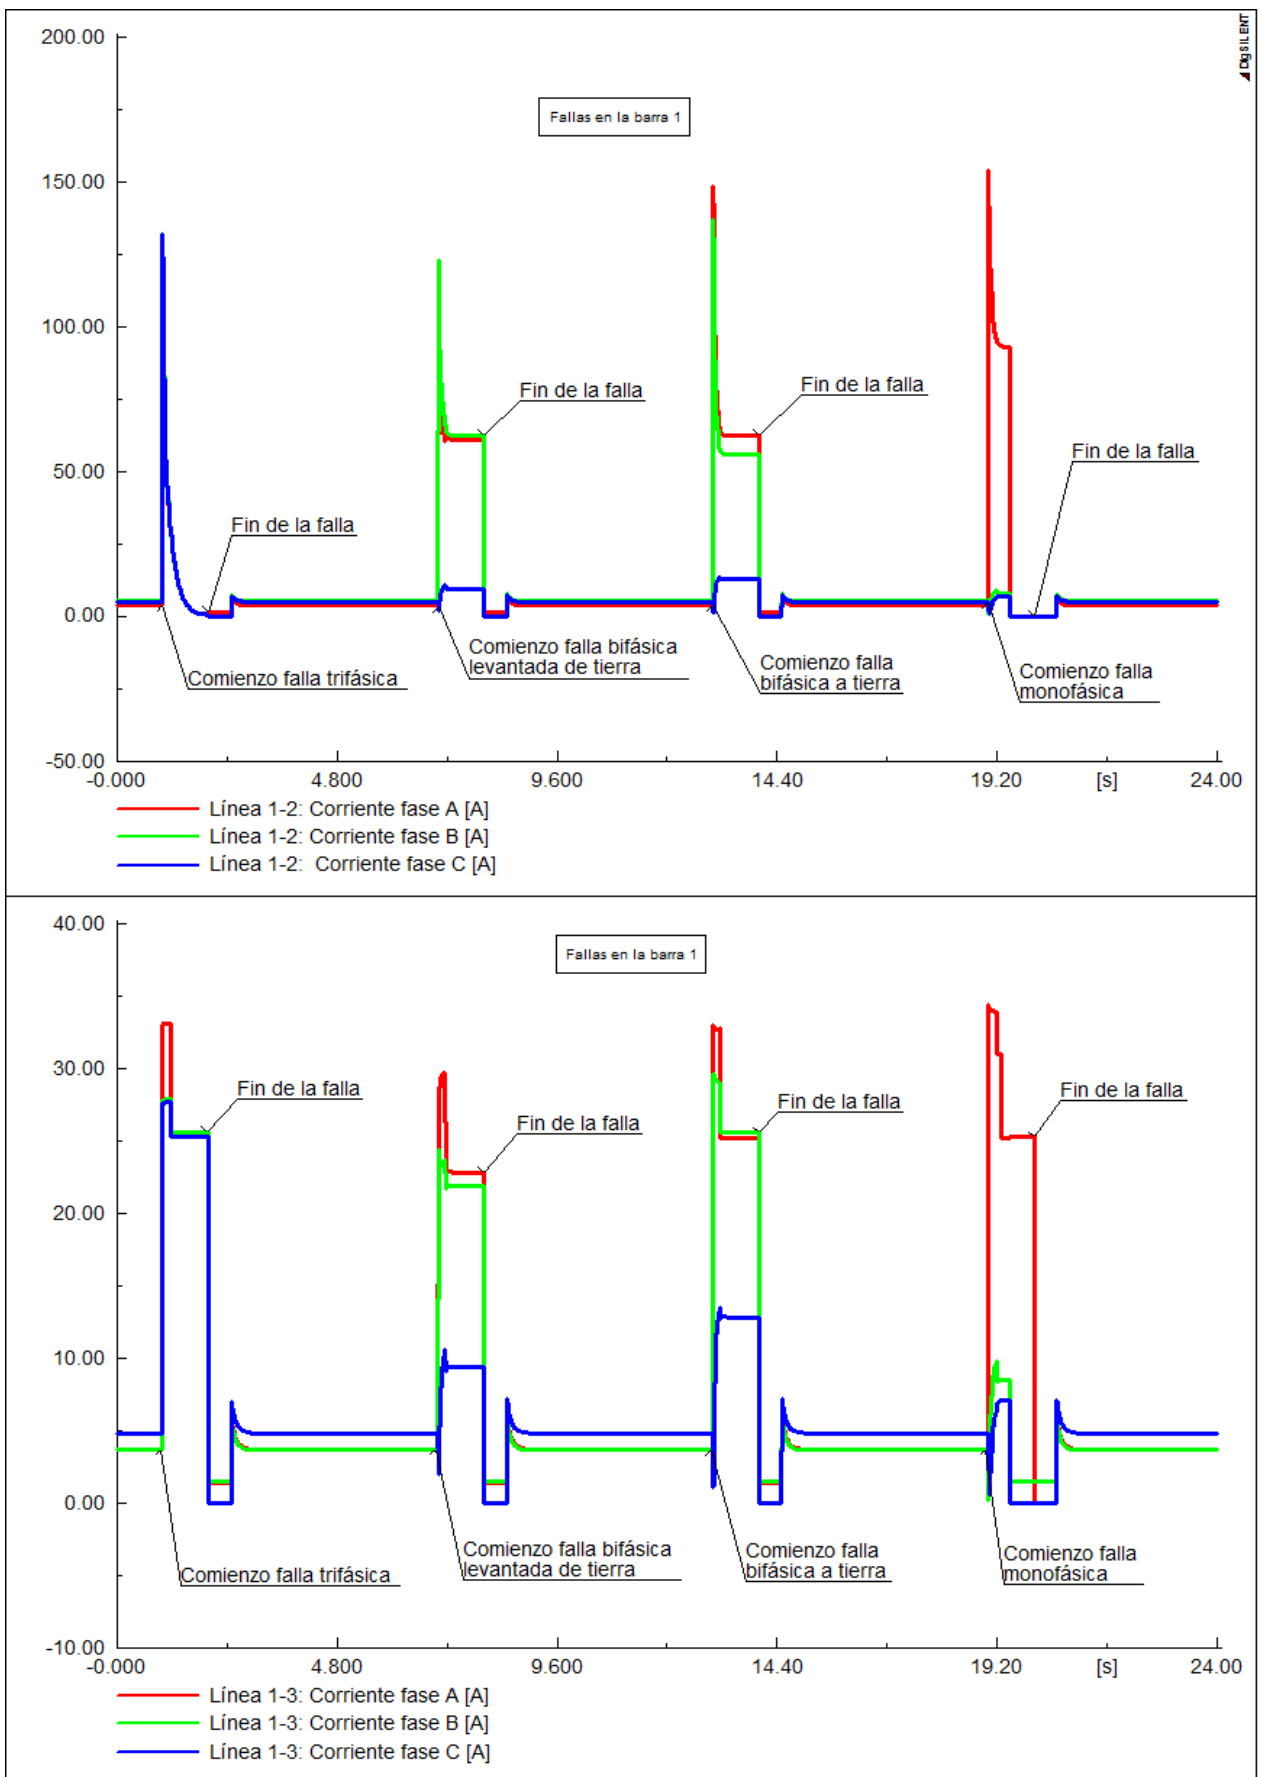 200.00
DIgSILENT
Fallas en la barra 1
150.00
100.00
Fin de la falla
Fin de la falla
50.00
Fin de la falla
Fin de la falla
0.00
Comienzo falla trifásica
Comienzo falla bifásica
levantada de tierra
Comienzo falla
bifásica a tierra
Comienzo falla
monofásica
-50.00
-0.000 4.800 9.600 14.40 19.20 [s] 24.00
Línea 1-2: Corriente fase A [A]
Línea 1-2: Corriente fase B [A]
Línea 1-2: Corriente fase C [A]
40.00
Fallas en la barra 1
30.00
Fin de la falla
Fin de la falla
Fin de la falla
Fin de la falla
20.00
10.00
0.00
Comienzo falla trifásica
Comienzo falla bifásica
levantada de tierra
Comienzo falla
bifásica a tierra
Comienzo falla
monofásica
-10.00
-0.000 4.800 9.600 14.40 19.20 [s] 24.00
Línea 1-3: Corriente fase A [A]
Línea 1-3: Corriente fase B [A]
Línea 1-3: Corriente fase C [A]